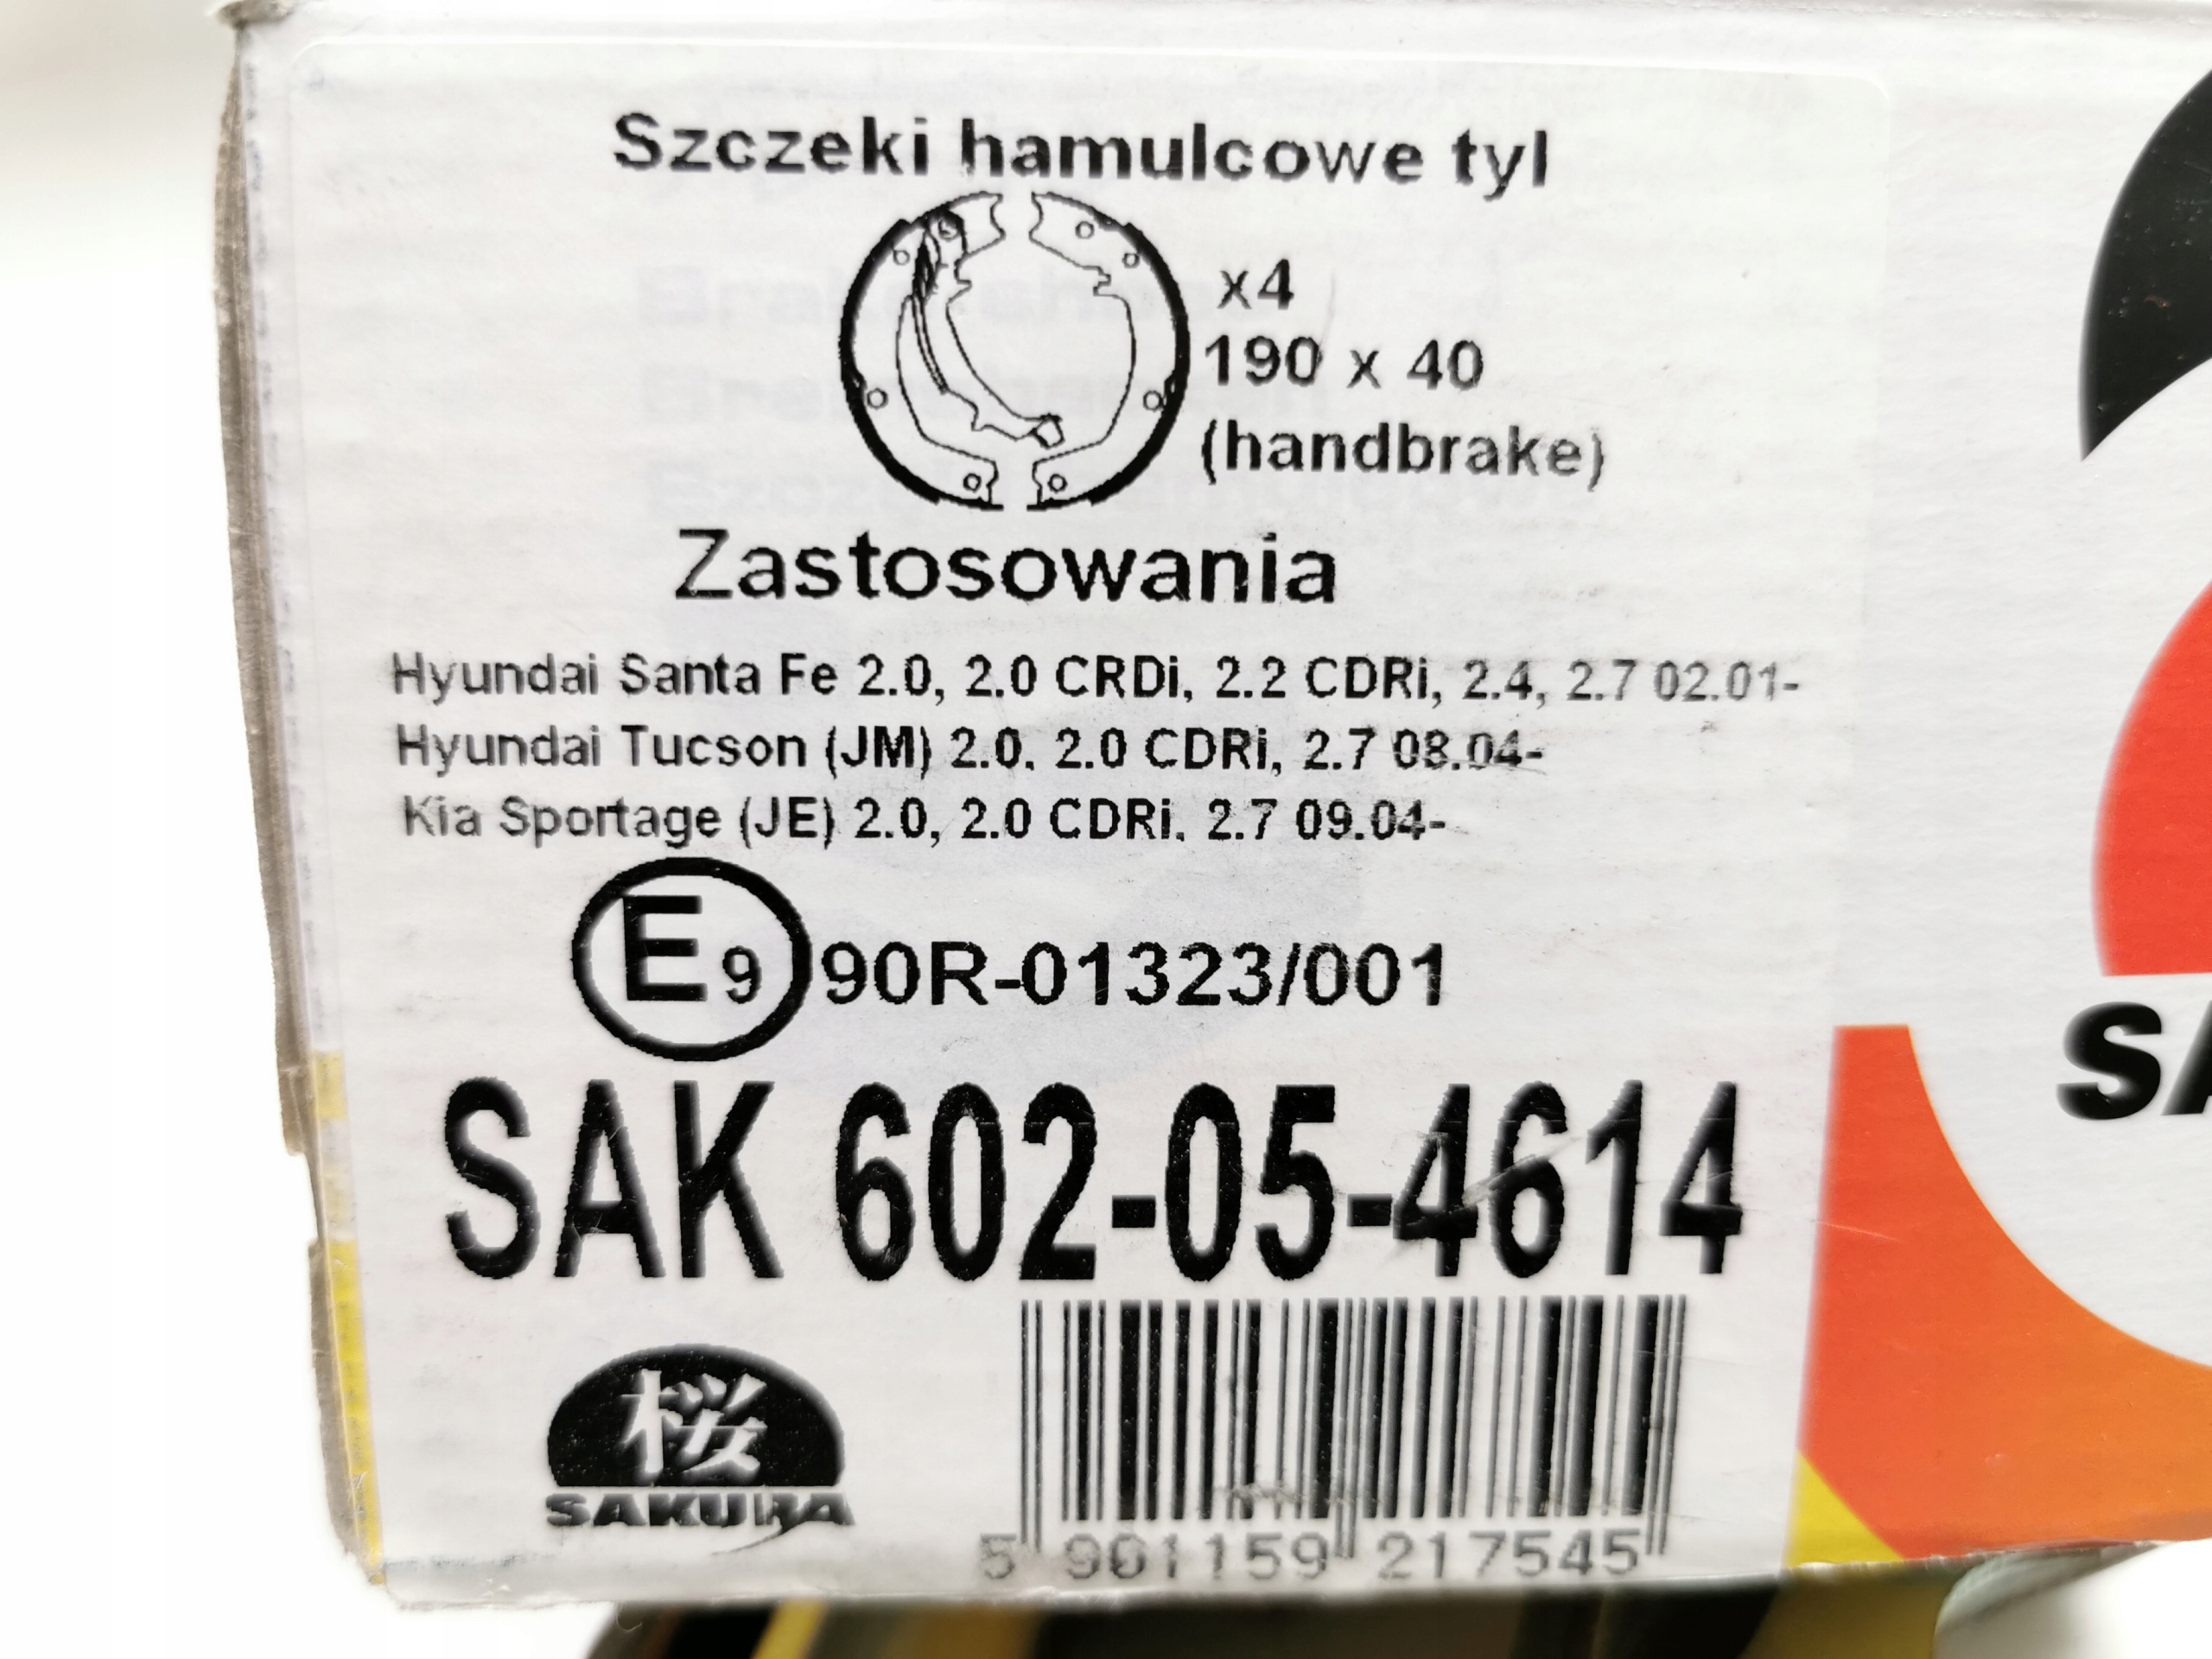 Szczeki hamulcowe tyl
x4
190 x 40
(handbrake)
Zastosowania
Hyundai Santa Fe 2.0, 2.0 CRDi, 2.2 CDRi, 2.4, 2.7 02.01-
Hyundai Tucson (JM) 2.0. 2.0 CDRi, 2.7 08.04-
Kia Sportage (JE) 2.0, 2.0 CDRi. 2.7 09.04-
E9 90R-01323/001
SAK 602-05-4614
桜
SAKURA
5 901159 217545
SA